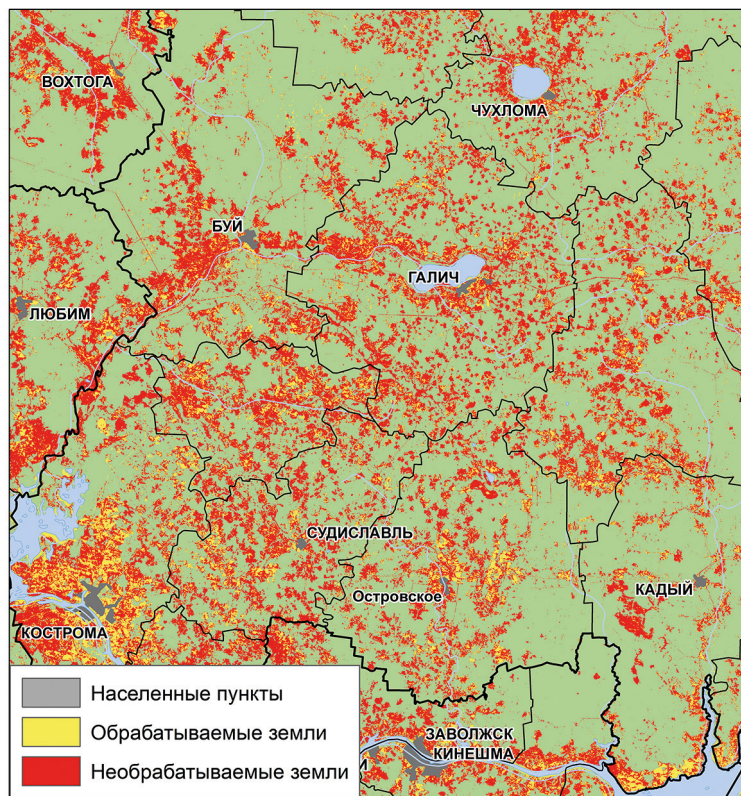 ВОХТОГА
ЧУХЛОМА
БУЙ
ГАЛИЧ
ЛЮБИМ
СУДИСЛАВЛЬ
Островское
КАДЫЙ
КОСТРОМА
Населенные пункты
Обрабатываемые земли
Необрабатываемые земли
ЗАВОЛЖСК
КИНЕШМА